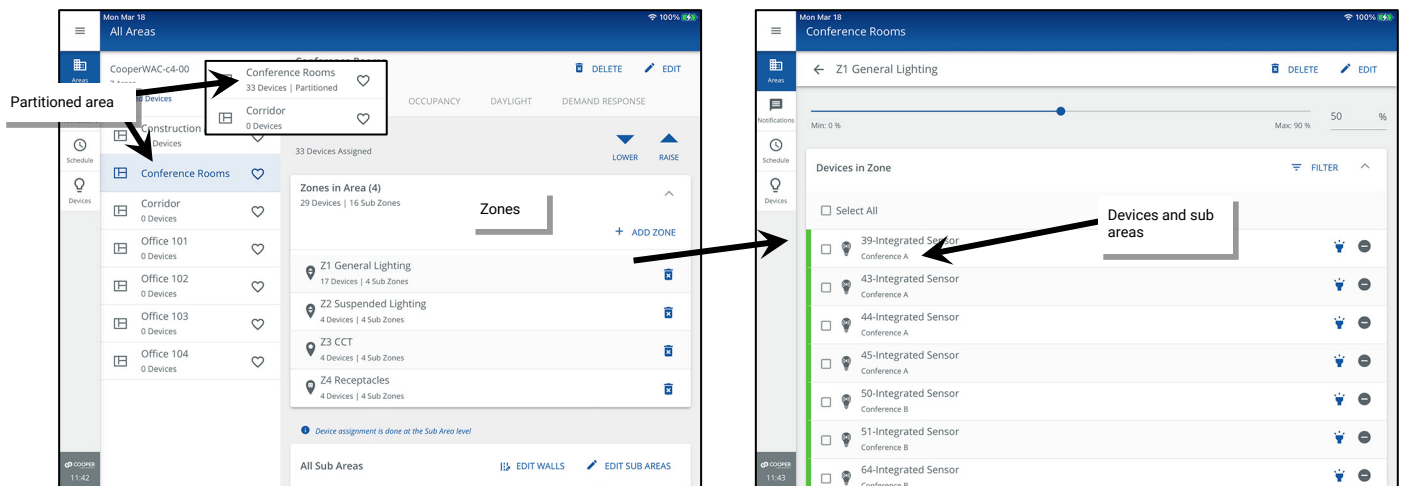 Mon Mar 18
100%
All Areas
Areas
CooperWAC-c4-00
Conference Rooms
DELETE
EDIT
Conference Rooms
33 Devices | Partitioned
Corridor
0 Devices
Partitioned area
Devices
OCCUPANCY
DAYLIGHT
DEMAND RESPONSE
Construction
Devices
Schedule
33 Devices Assigned
LOWER
RAISE
Conference Rooms
Devices
Zones in Area (4)
29 Devices | 16 Sub Zones
Zones
ADD ZONE
Corridor
0 Devices
Office 101
0 Devices
Office 102
0 Devices
Office 103
0 Devices
Office 104
0 Devices
Z1 General Lighting
17 Devices | 4 Sub Zones
Z2 Suspended Lighting
4 Devices | 4 Sub Zones
Z3 CCT
4 Devices | 4 Sub Zones
Z4 Receptacles
4 Devices | 4 Sub Zones
Device assignment is done at the Sub Area level
All Sub Areas
EDIT WALLS
EDIT SUB AREAS
COOPER
11:42
Mon Mar 18
100%
Conference Rooms
Areas
Z1 General Lighting
DELETE
EDIT
Notifications
Min: 0 %
Max: 90 %
50 %
Schedule
Devices
Devices in Zone
FILTER
Select All
Devices and sub
areas
39-Integrated Sensor
Conference A
43-Integrated Sensor
Conference A
44-Integrated Sensor
Conference A
45-Integrated Sensor
Conference A
50-Integrated Sensor
Conference B
51-Integrated Sensor
Conference B
64-Integrated Sensor
Conference B
COOPER
11:43